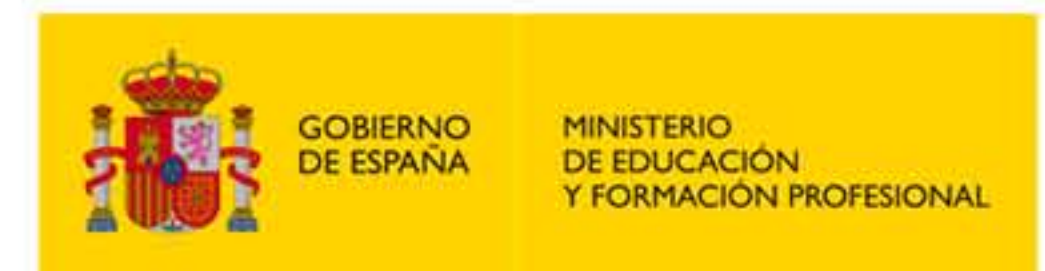 GOBIERNO
DE ESPAÑA
MINISTERIO
DE EDUCACIÓN
Y FORMACIÓN PROFESIONAL